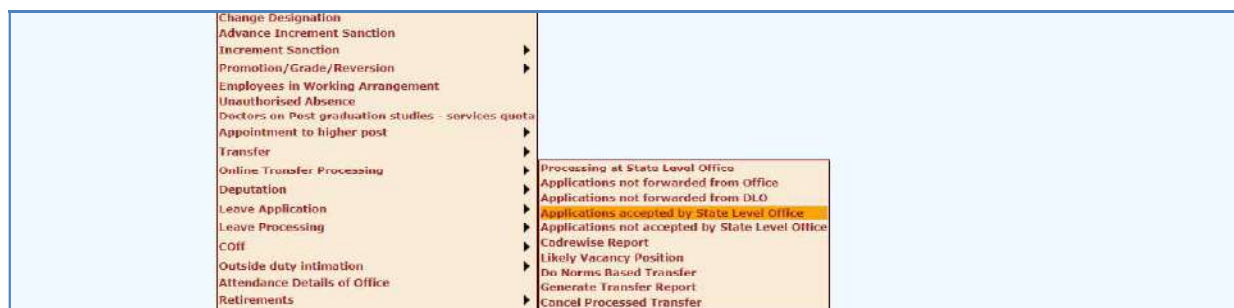 Change Designation
Advance Increment Sanction
Increment Sanction
Promotion/Grade/Reversion
Employees in Working Arrangement
Unauthorised Absence
Doctors on Post graduation studies - services quota
Appointment to higher post
Transfer
Online Transfer Processing
Deputation
Leave Application
Leave Processing
COff
Outside duty intimation
Attendance Details of Office
Retirements
Processing at State Level Office
Applications not forwarded from Office
Applications not forwarded from DLO
Applications accepted by State Level Office
Applications not accepted by State Level Office
Cadrewise Report
Likely Vacancy Position
Do Norms Based Transfer
Generate Transfer Report
Cancel Processed Transfer